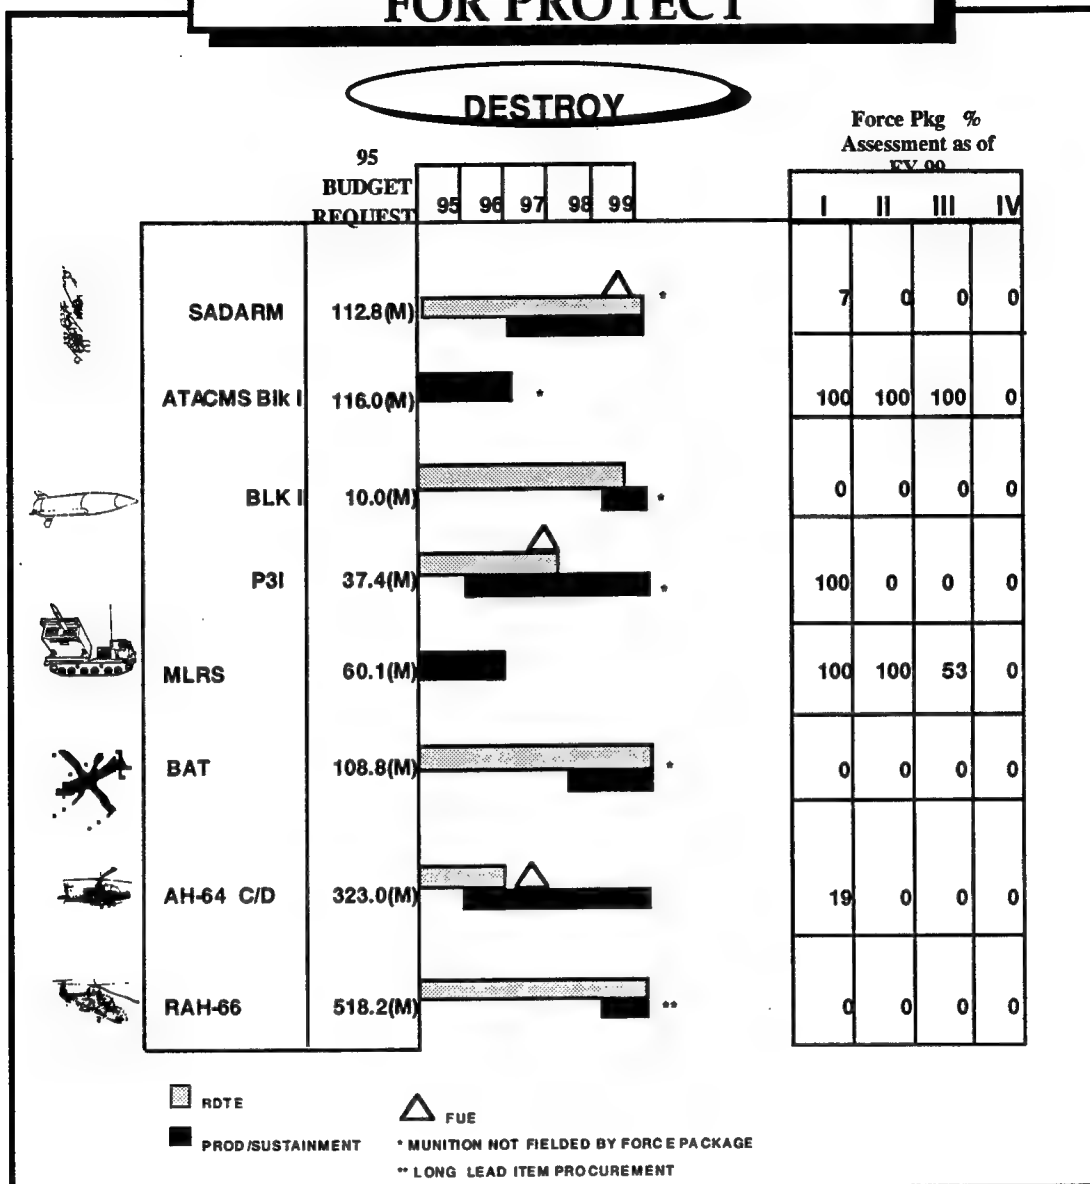 FOR PROTECT
DESTROY
Force Pkg %
Assessment as of
FY 99
95
BUDGET
REQUEST
95 96 97 98 99
I II III IV
SADARM 112.8(M) * 7 0 0 0
ATACMS Blk I 116.0(M) * 100 100 100 0
BLK I 10.0(M) * 0 0 0 0
P3I 37.4(M) * 100 0 0 0
MLRS 60.1(M) 100 100 53 0
BAT 108.8(M) * 0 0 0 0
AH-64 C/D 323.0(M) 19 0 0 0
RAH-66 518.2(M) ** 0 0 0 0
RDTE
FUE
PROD/SUSTAINMENT
* MUNITION NOT FIELDED BY FORCE PACKAGE
** LONG LEAD ITEM PROCUREMENT